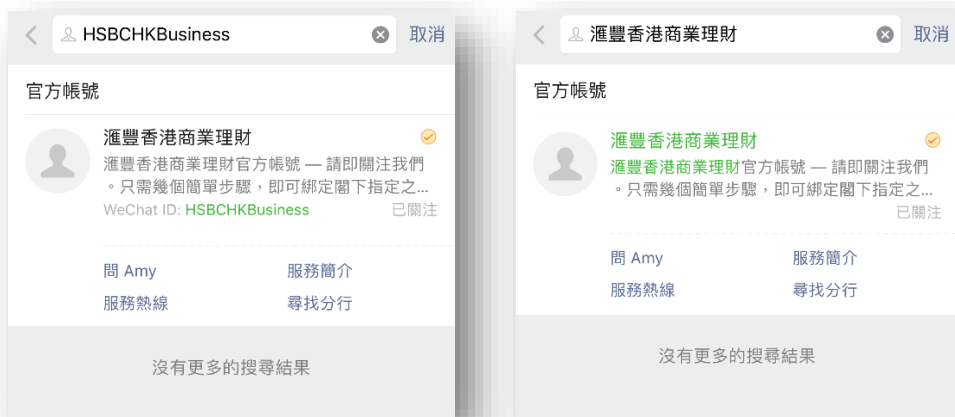 HSBCHKBusiness 取消
官方帳號
滙豐香港商業理財
滙豐香港商業理財官方帳號 — 請即關注我們
。只需幾個簡單步驟，即可綁定閣下指定之...
WeChat ID: HSBCHKBusiness 已關注
問 Amy 服務簡介
服務熱線 尋找分行
沒有更多的搜尋結果
滙豐香港商業理財 取消
官方帳號
滙豐香港商業理財
滙豐香港商業理財官方帳號 — 請即關注我們
。只需幾個簡單步驟，即可綁定閣下指定之...
已關注
問 Amy 服務簡介
服務熱線 尋找分行
沒有更多的搜尋結果